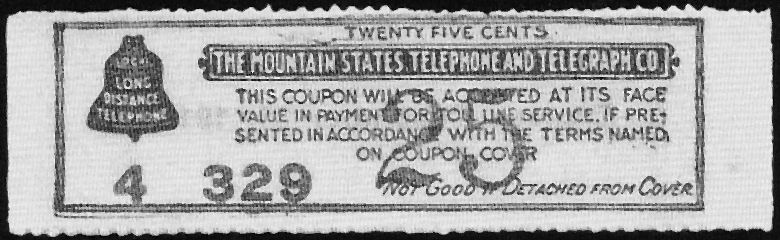 TWENTY FIVE CENTS
THE MOUNTAIN STATES TELEPHONE AND TELEGRAPH CO.
LONG
DISTANCE
TELEPHONE
THIS COUPON WILL BE ACCEPTED AT ITS FACE
VALUE IN PAYMENT FOR TOLL LINE SERVICE, IF PRE-
SENTED IN ACCORDANCE WITH THE TERMS NAMED
ON COUPON COVER
25
4 329
NOT GOOD IF DETACHED FROM COVER